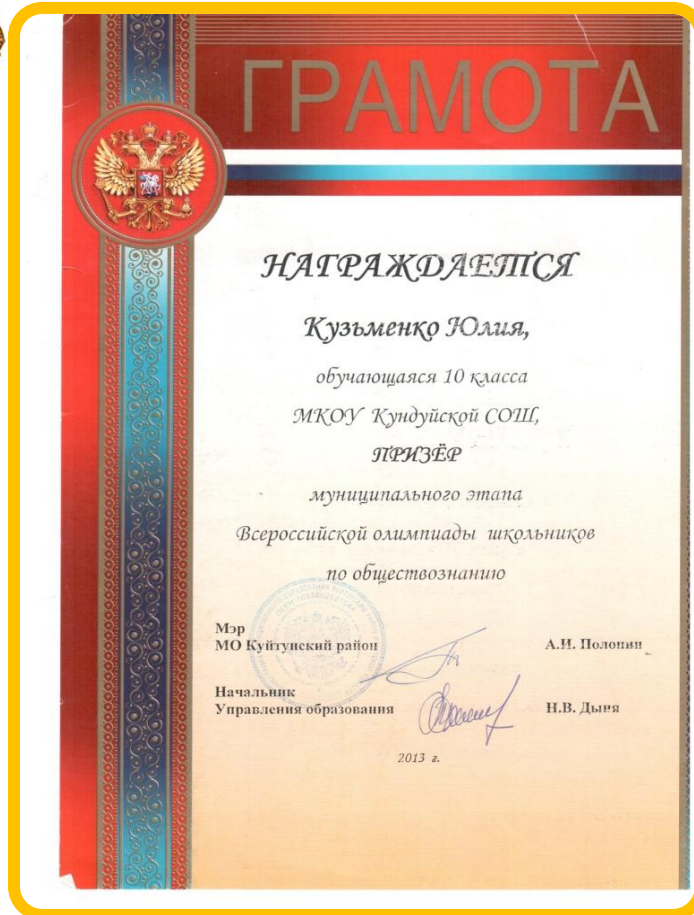 ГРАМОТА
НАГРАЖДАЕТСЯ
Кузьменко Юлия,
обучающаяся 10 класса
МКОУ Кундуйской СОШ,
ПРИЗЁР
муниципального этапа
Всероссийской олимпиады школьников
по обществознанию
Мэр
МО Куйтунский район
А.И. Полонин
Начальник
Управления образования
Н.В. Дыня
2013 г.